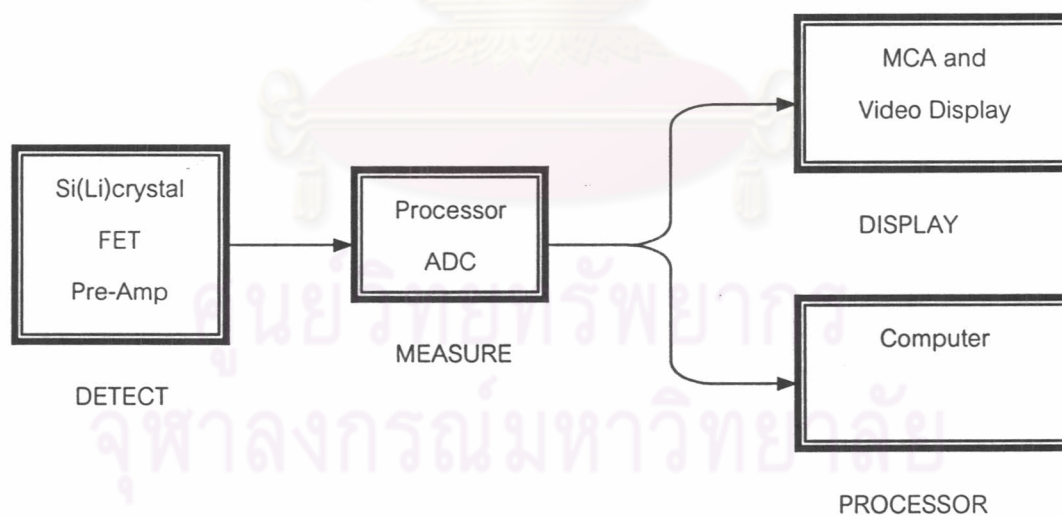 Si(Li)crystal
FET
Pre-Amp
DETECT
Processor
ADC
MEASURE
MCA and
Video Display
DISPLAY
Computer
PROCESSOR
ศูนย์วิทยทรัพยากร
จุฬาลงกรณ์มหาวิทยาลัย